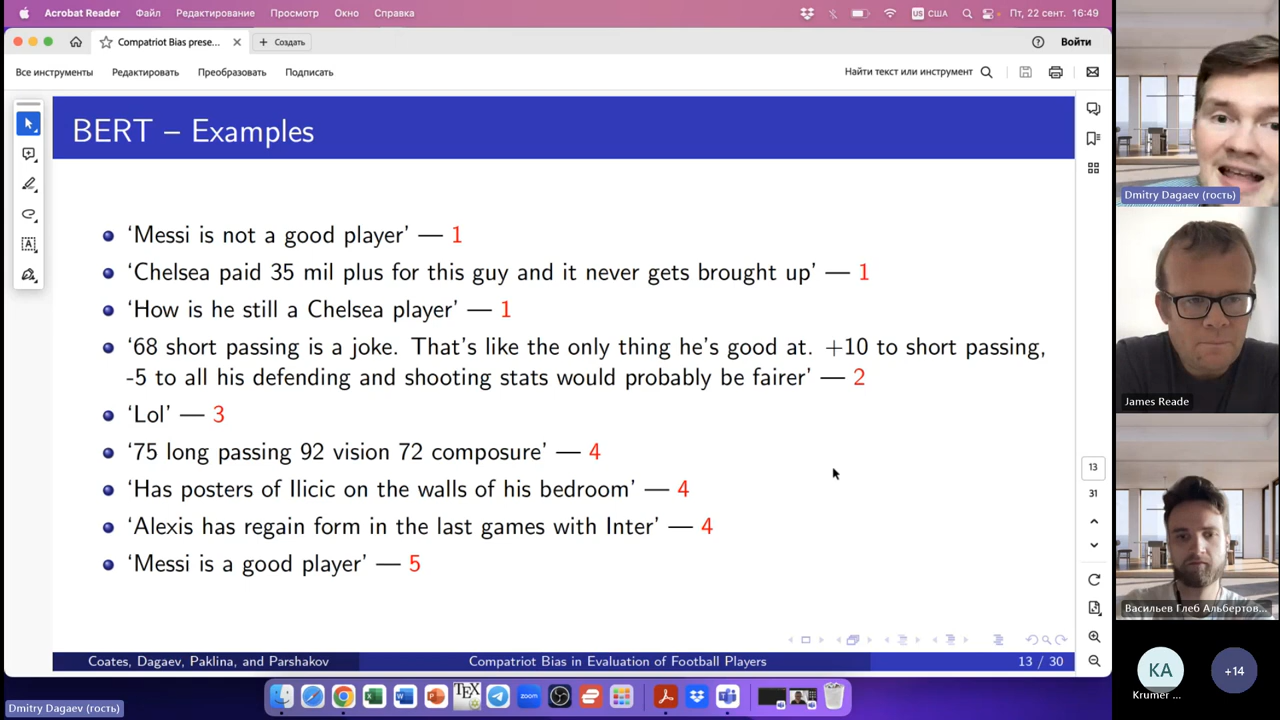 Acrobat Reader Файл Редактирование Просмотр Окно Справка США Пт, 22 сент. 16:49
Compatriot Bias prese... Создать Войти
Все инструменты Редактировать Преобразовать Подписать Найти текст или инструмент
BERT – Examples
‘Messi is not a good player’ — 1
‘Chelsea paid 35 mil plus for this guy and it never gets brought up’ — 1
‘How is he still a Chelsea player’ — 1
‘68 short passing is a joke. That’s like the only thing he’s good at. +10 to short passing,
-5 to all his defending and shooting stats would probably be fairer’ — 2
‘Lol’ — 3
‘75 long passing 92 vision 72 composure’ — 4
‘Has posters of Ilicic on the walls of his bedroom’ — 4
‘Alexis has regain form in the last games with Inter’ — 4
‘Messi is a good player’ — 5
Coates, Dagaev, Paklina, and Parshakov Compatriot Bias in Evaluation of Football Players 13 / 30
13
31
TEX zoom
Dmitry Dagaev (гость)
Dmitry Dagaev (гость)
James Reade
Васильев Глеб Альбертов...
KA
Krumer ...
+14